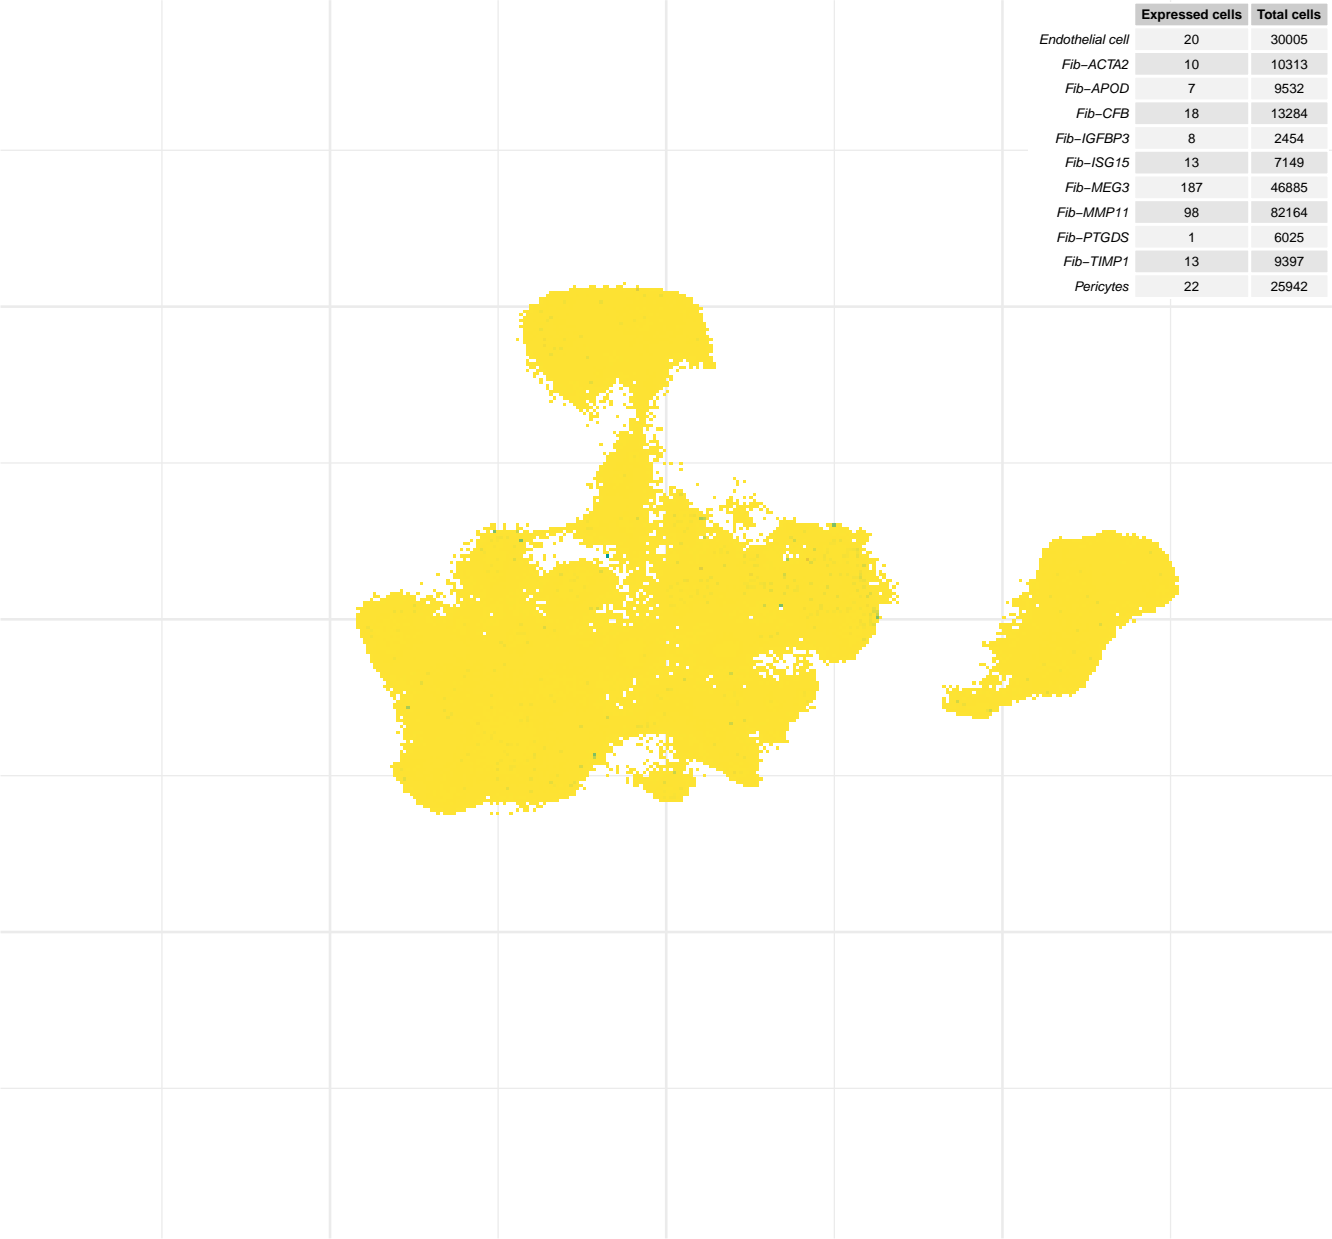 Expressed cells Total cells
Endothelial cell 20 30005
Fib−ACTA2 10 10313
Fib−APOD 7 9532
Fib−CFB 18 13284
Fib−IGFBP3 8 2454
Fib−ISG15 13 7149
Fib−MEG3 187 46885
Fib−MMP11 98 82164
Fib−PTGDS 1 6025
Fib−TIMP1 13 9397
Pericytes 22 25942